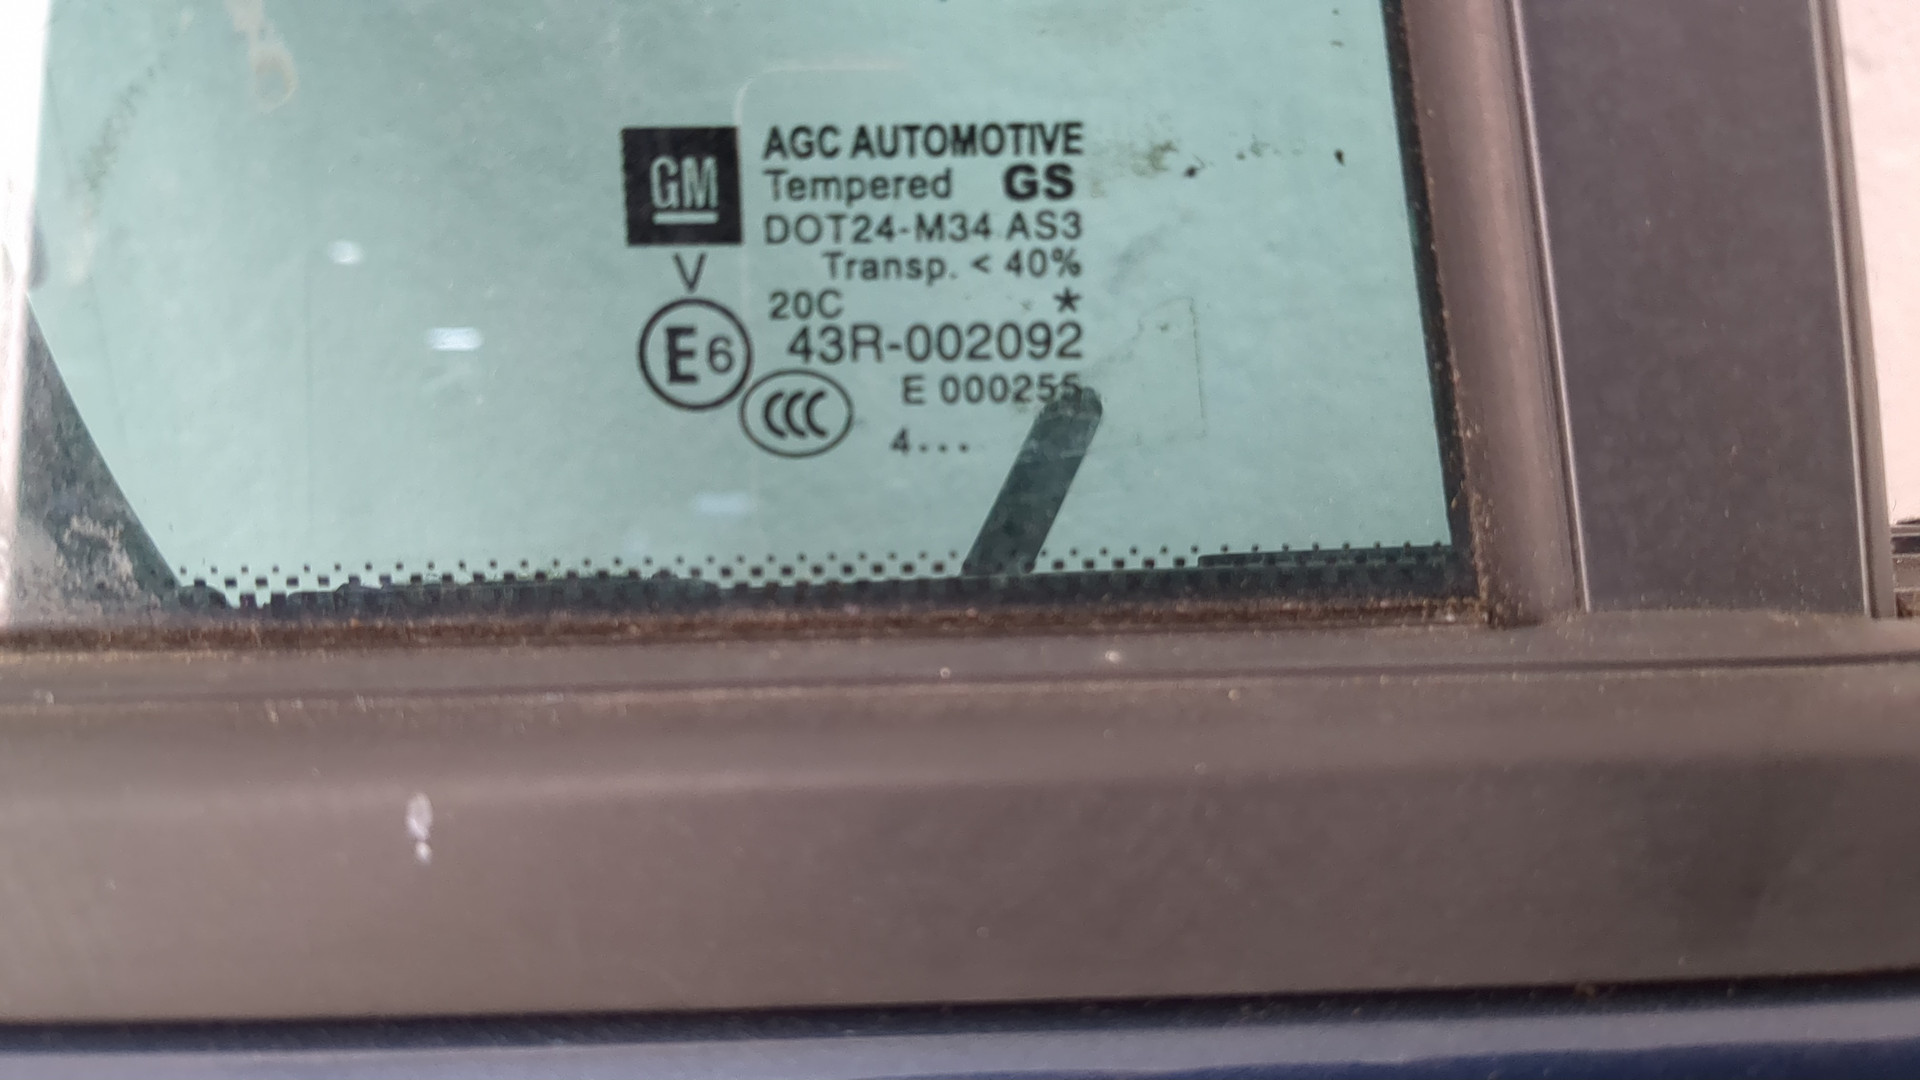 GM
AGC AUTOMOTIVE
Tempered GS
DOT24-M34 AS3
Transp. < 40%
V
20C *
E6 43R-002092
E 000255
CCC
4...